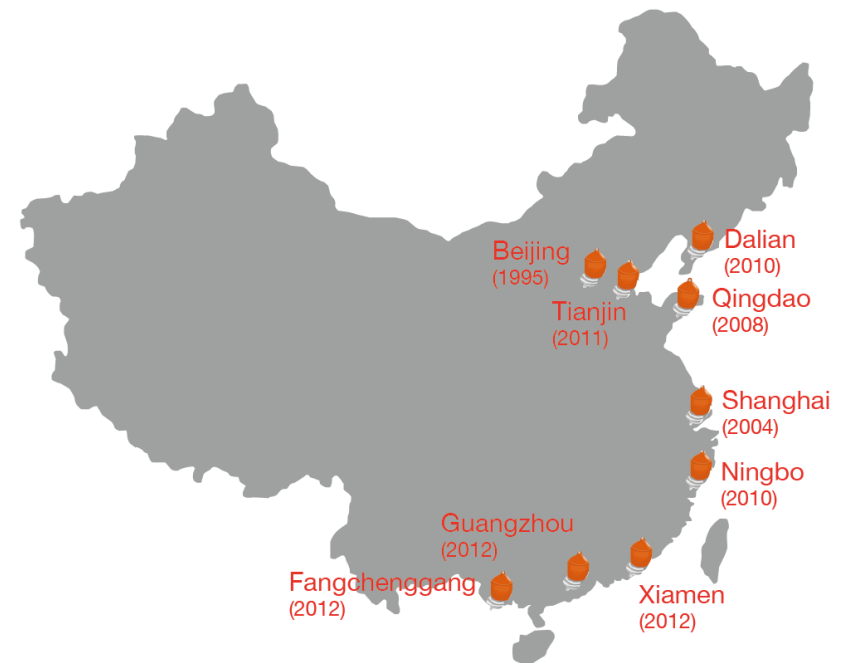 Beijing
(1995)
Dalian
(2010)
Tianjin
(2011)
Qingdao
(2008)
Shanghai
(2004)
Ningbo
(2010)
Guangzhou
(2012)
Fangchenggang
(2012)
Xiamen
(2012)